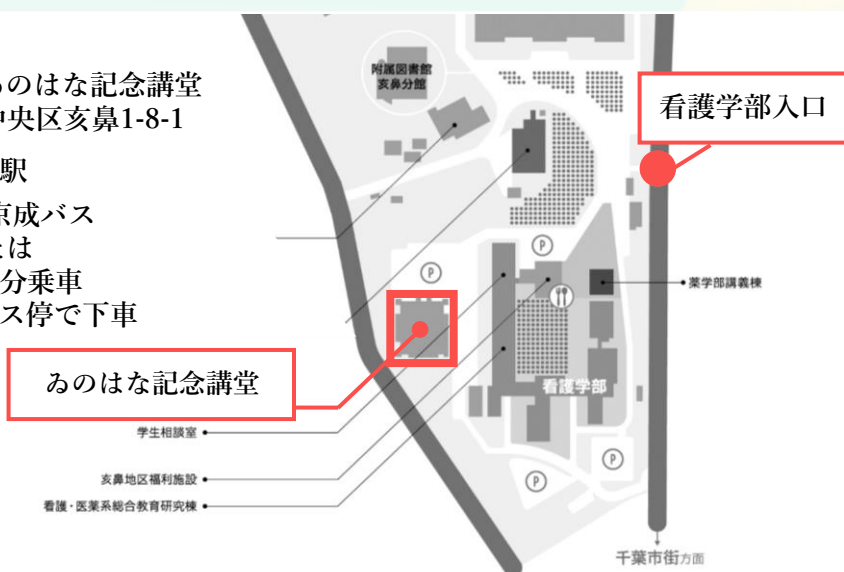 のはな記念講堂
央区亥鼻1-8-1
駅
京成バス
は
分乗車
ス停で下車
附属図書館
亥鼻分館
看護学部入口
P
P
薬学部講義棟
ゐのはな記念講堂
看護学部
学生相談室
亥鼻地区福利施設
看護・医薬系総合教育研究棟
P
P
千葉市街方面